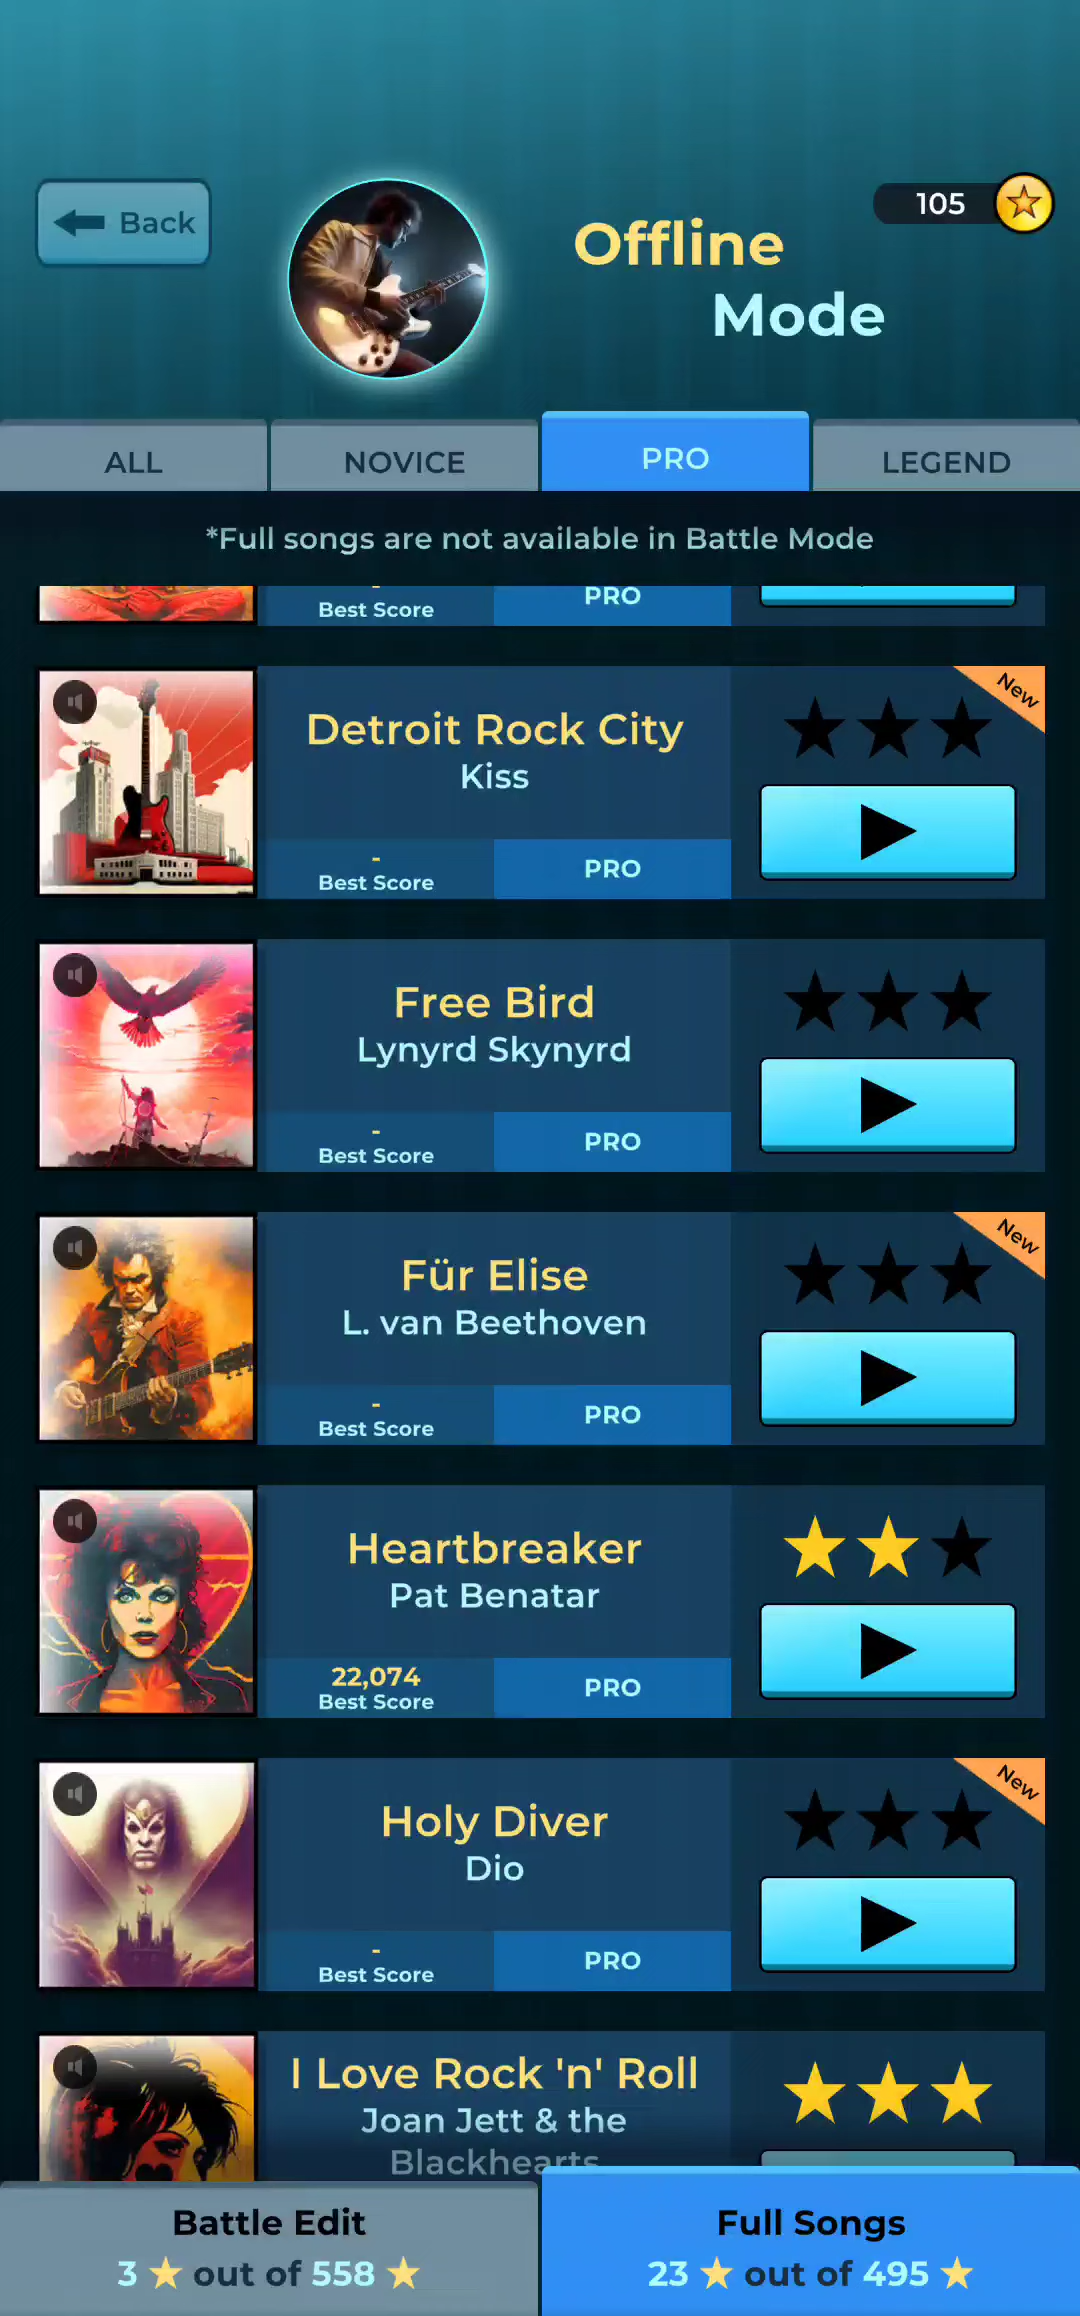 Back
Offline
Mode
105
ALL
NOVICE
PRO
LEGEND
*Full songs are not available in Battle Mode
-
Best Score
PRO
New
Detroit Rock City
Kiss
-
Best Score
PRO
Free Bird
Lynyrd Skynyrd
-
Best Score
PRO
New
Für Elise
L. van Beethoven
-
Best Score
PRO
Heartbreaker
Pat Benatar
22,074
Best Score
PRO
New
Holy Diver
Dio
-
Best Score
PRO
I Love Rock 'n' Roll
Joan Jett & the
Blackhearts
Battle Edit
3 ★ out of 558 ★
Full Songs
23 ★ out of 495 ★